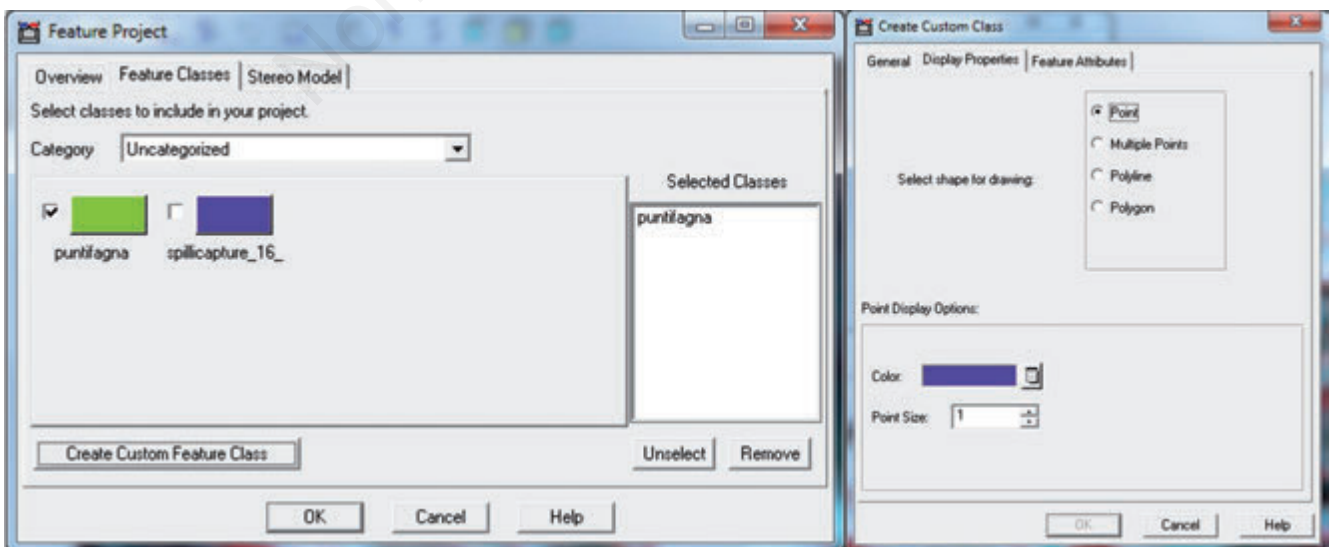 Feature Project
Overview Feature Classes Stereo Model
Select classes to include in your project.
Category Uncategorized
Selected Classes
puntifagna
puntifagna spillicapture_16_
Create Custom Feature Class
Unselect Remove
OK Cancel Help
Create Custom Class
General Display Properties Feature Attributes
Point
Multiple Points
Select shape for drawing: Polyline
Polygon
Point Display Options:
Color:
Point Size: 1
OK Cancel Help